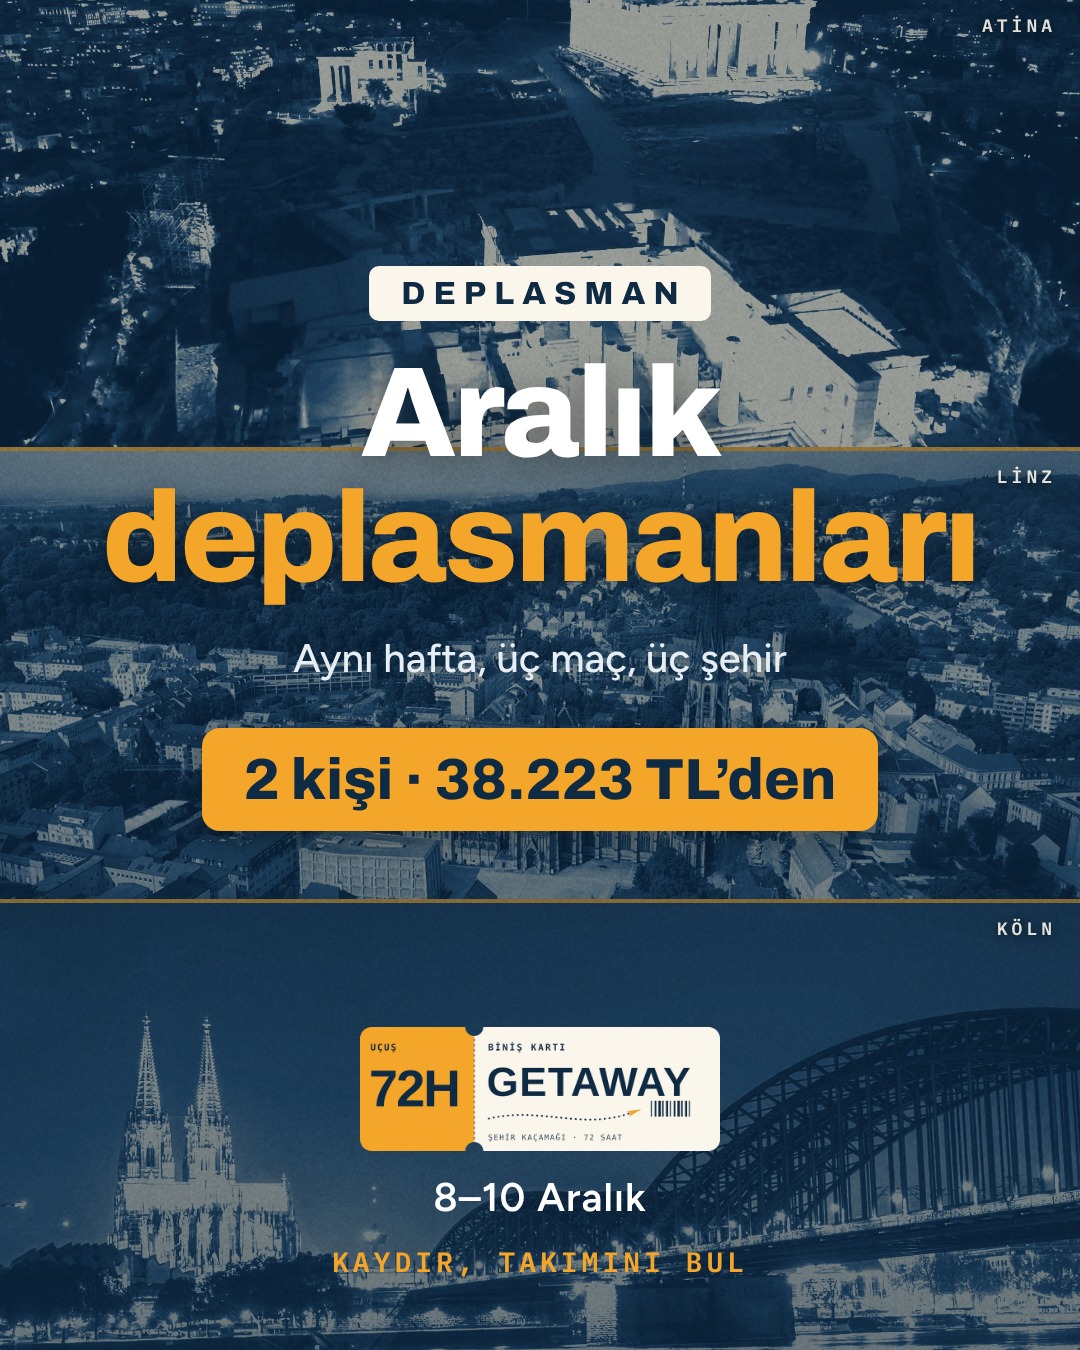 ATİNA
DEPLASMAN
Aralık
LİNZ
deplasmanları
Aynı hafta, üç maç, üç şehir
2 kişi · 38.223 TL’den
KÖLN
UÇUŞ
72H
BİNİŞ KARTI
GETAWAY
ŞEHİR KAÇAMAĞI · 72 SAAT
8–10 Aralık
KAYDIR, TAKIMINI BUL